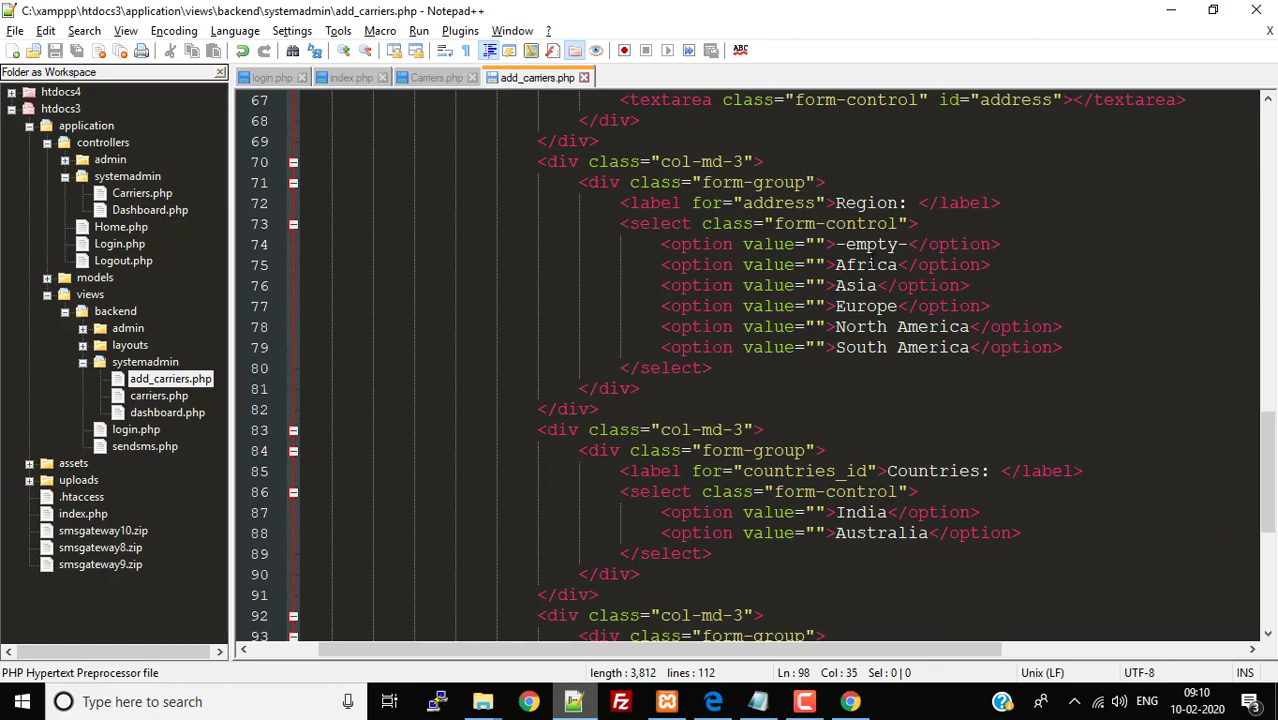 C:\xamppp\htdocs3\application\views\backend\systemadmin\add_carriers.php - Notepad++
File Edit Search View Encoding Language Settings Tools Macro Run Plugins Window ? X
Folder as Workspace
login.php index.php Carriers.php add_carriers.php
htdocs4
htdocs3
application
controllers
admin
systemadmin
Carriers.php
Dashboard.php
Home.php
Login.php
Logout.php
models
views
backend
admin
layouts
systemadmin
add_carriers.php
carriers.php
dashboard.php
login.php
sendsms.php
assets
uploads
.htaccess
index.php
smsgateway10.zip
smsgateway8.zip
smsgateway9.zip
67 <textarea class="form-control" id="address"></textarea>
68 </div>
69 </div>
70 <div class="col-md-3">
71 <div class="form-group">
72 <label for="address">Region: </label>
73 <select class="form-control">
74 <option value="">-empty-</option>
75 <option value="">Africa</option>
76 <option value="">Asia</option>
77 <option value="">Europe</option>
78 <option value="">North America</option>
79 <option value="">South America</option>
80 </select>
81 </div>
82 </div>
83 <div class="col-md-3">
84 <div class="form-group">
85 <label for="countries_id">Countries: </label>
86 <select class="form-control">
87 <option value="">India</option>
88 <option value="">Australia</option>
89 </select>
90 </div>
91 </div>
92 <div class="col-md-3">
93 <div class="form-group">
PHP Hypertext Preprocessor file length : 3,812 lines : 112 Ln : 98 Col : 35 Sel : 0 | 0 Unix (LF) UTF-8 INS
Type here to search
ENG
09:10
10-02-2020
3